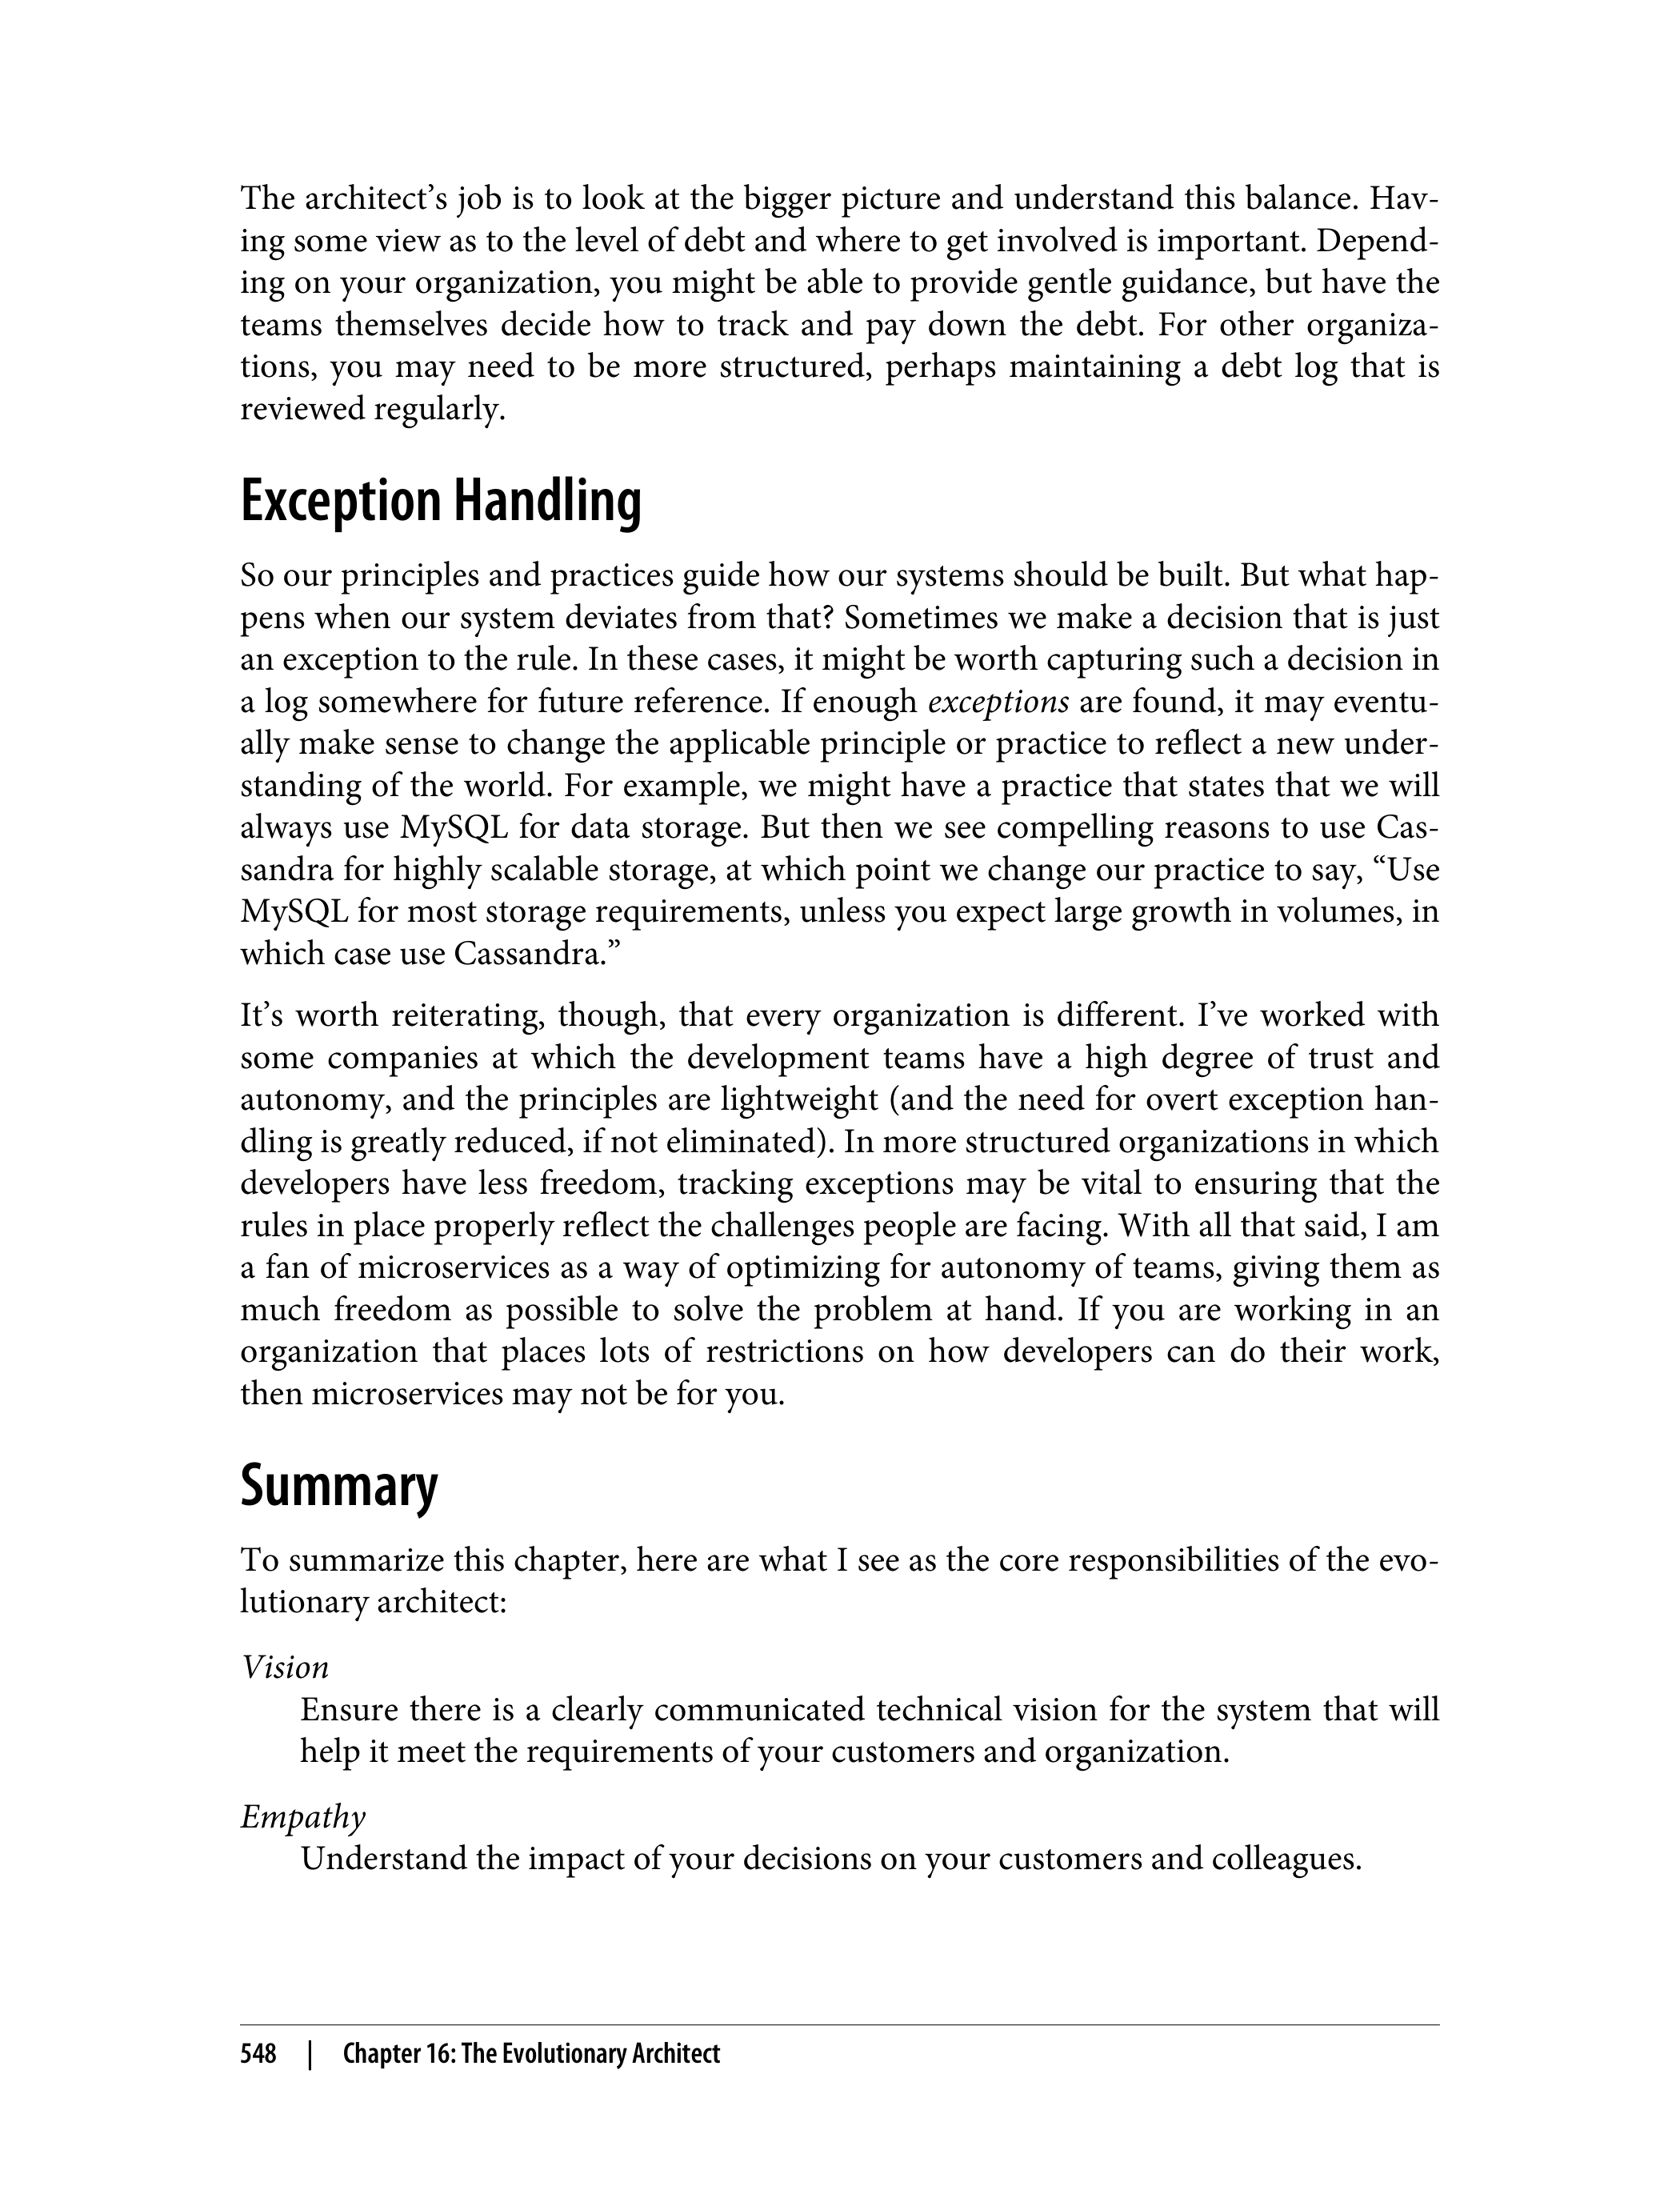 The architect’s job is to look at the bigger picture and understand this balance. Hav-
ing some view as to the level of debt and where to get involved is important. Depend-
ing on your organization, you might be able to provide gentle guidance, but have the
teams themselves decide how to track and pay down the debt. For other organiza-
tions, you may need to be more structured, perhaps maintaining a debt log that is
reviewed regularly.
Exception Handling
So our principles and practices guide how our systems should be built. But what hap-
pens when our system deviates from that? Sometimes we make a decision that is just
an exception to the rule. In these cases, it might be worth capturing such a decision in
a log somewhere for future reference. If enough exceptions are found, it may eventu-
ally make sense to change the applicable principle or practice to reflect a new under-
standing of the world. For example, we might have a practice that states that we will
always use MySQL for data storage. But then we see compelling reasons to use Cas-
sandra for highly scalable storage, at which point we change our practice to say, “Use
MySQL for most storage requirements, unless you expect large growth in volumes, in
which case use Cassandra.”
It’s worth reiterating, though, that every organization is different. I’ve worked with
some companies at which the development teams have a high degree of trust and
autonomy, and the principles are lightweight (and the need for overt exception han-
dling is greatly reduced, if not eliminated). In more structured organizations in which
developers have less freedom, tracking exceptions may be vital to ensuring that the
rules in place properly reflect the challenges people are facing. With all that said, I am
a fan of microservices as a way of optimizing for autonomy of teams, giving them as
much freedom as possible to solve the problem at hand. If you are working in an
organization that places lots of restrictions on how developers can do their work,
then microservices may not be for you.
Summary
To summarize this chapter, here are what I see as the core responsibilities of the evo-
lutionary architect:
Vision
Ensure there is a clearly communicated technical vision for the system that will
help it meet the requirements of your customers and organization.
Empathy
Understand the impact of your decisions on your customers and colleagues.
548 | Chapter 16: The Evolutionary Architect